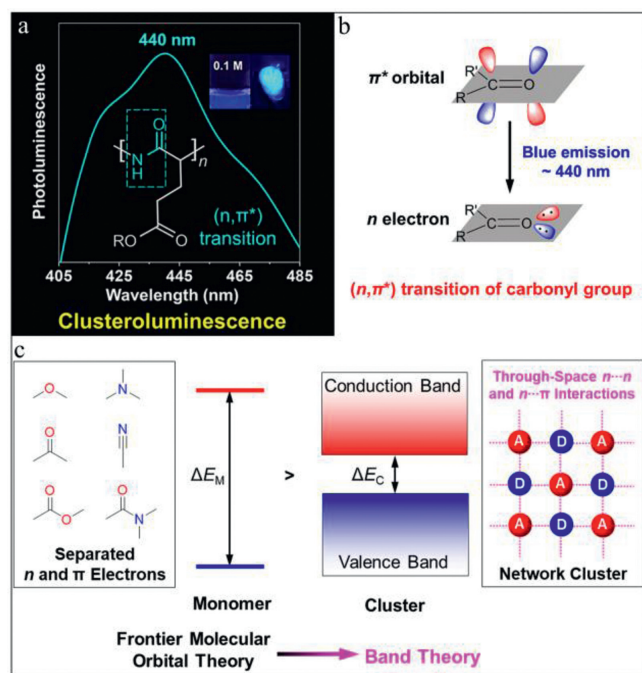 a
440 nm
0.1 M
Photoluminescence
O
N
H
n
RO
O
(n,π*)
transition
405
425
445
465
485
Wavelength (nm)
Clusteroluminescence
b
π* orbital
R'
R
C
O
Blue emission
~ 440 nm
n electron
R'
R
C
O
(n,π*) transition of carbonyl group
c
O
N
O
N
O
O
O
N
Separated
n and π Electrons
ΔE_M
Monomer
>
Conduction Band
ΔE_C
Valence Band
Cluster
Through-Space n···n
and n···π Interactions
A D A
D A D
A D A
Network Cluster
Frontier Molecular
Orbital Theory
Band Theory